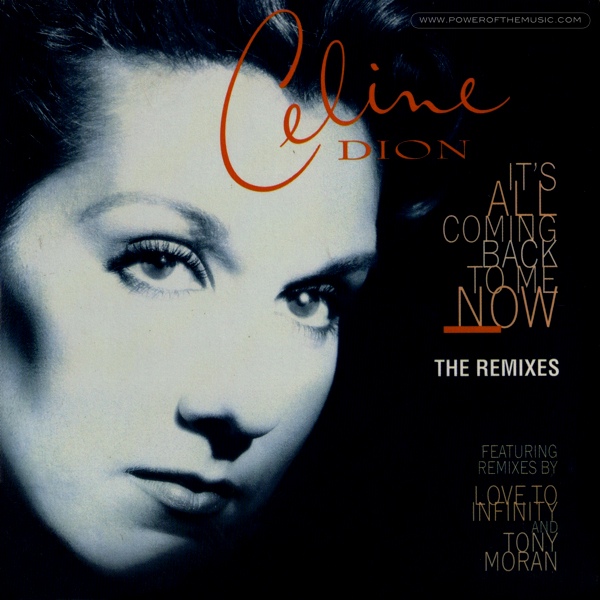 WWW.POWEROFTHEMUSIC.COM
Celine
DION
IT'S
ALL
COMING
BACK
TO ME
NOW
THE REMIXES
FEATURING
REMIXES BY
LOVE TO
INFINITY
AND
TONY
MORAN